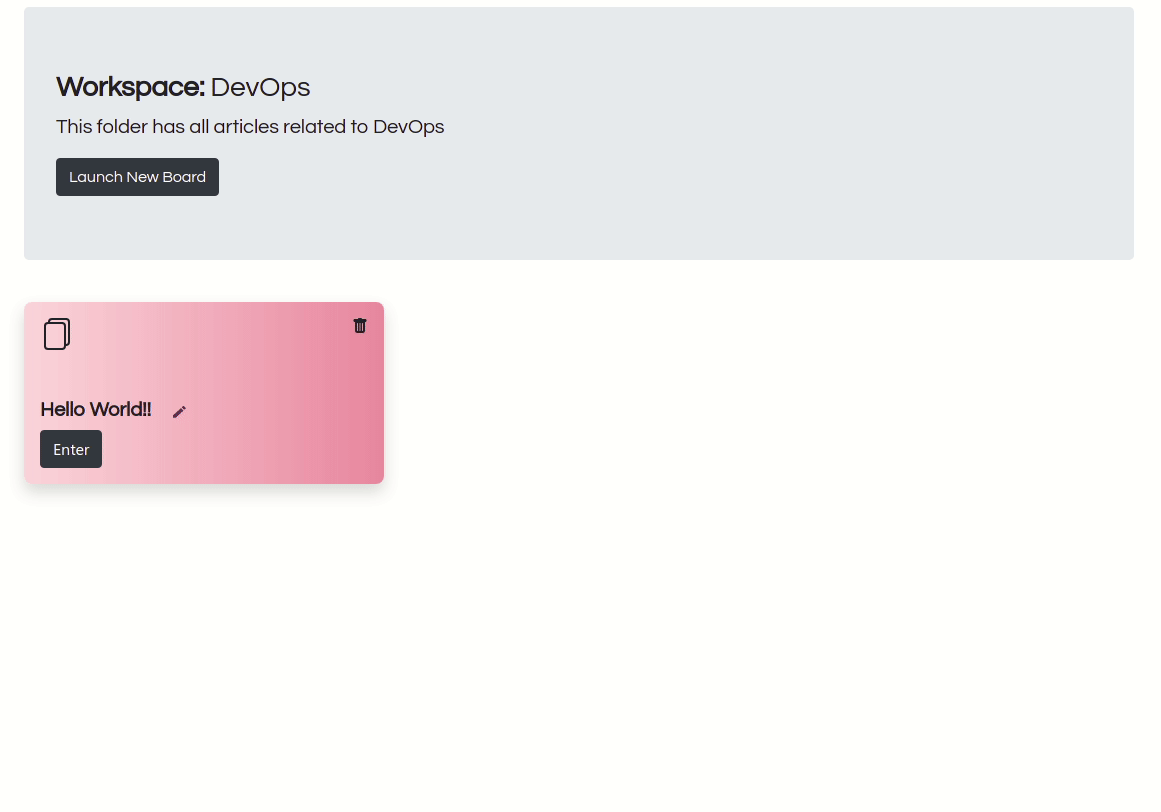 Workspace: DevOps
This folder has all articles related to DevOps
Launch New Board
Hello World!!
Enter